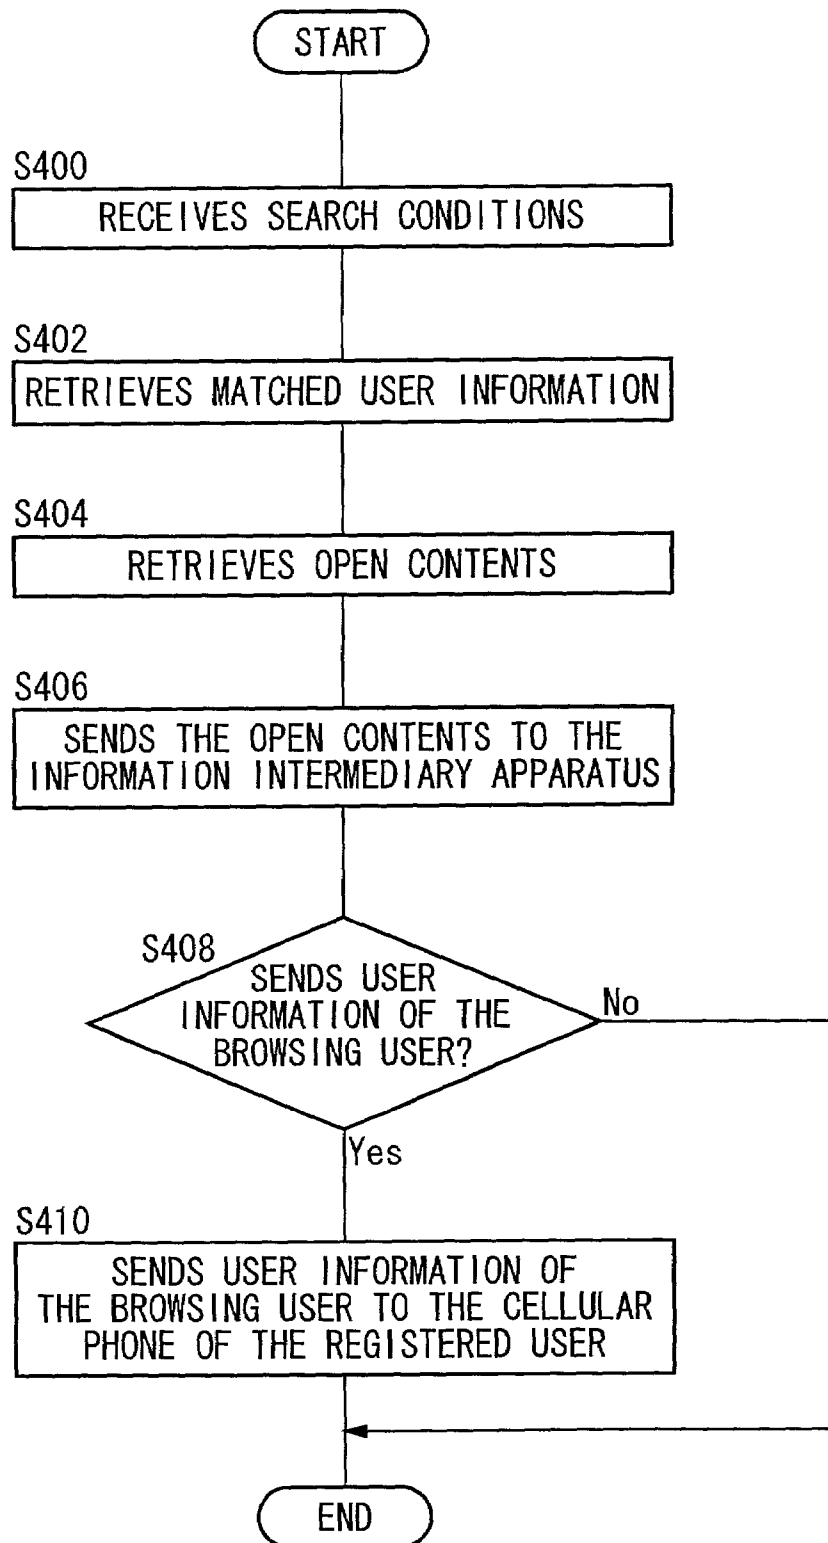 START
S400
RECEIVES SEARCH CONDITIONS
S402
RETRIEVES MATCHED USER INFORMATION
S404
RETRIEVES OPEN CONTENTS
S406
SENDS THE OPEN CONTENTS TO THE
INFORMATION INTERMEDIARY APPARATUS
S408
SENDS USER
INFORMATION OF THE
BROWSING USER?
No
Yes
S410
SENDS USER INFORMATION OF
THE BROWSING USER TO THE CELLULAR
PHONE OF THE REGISTERED USER
END